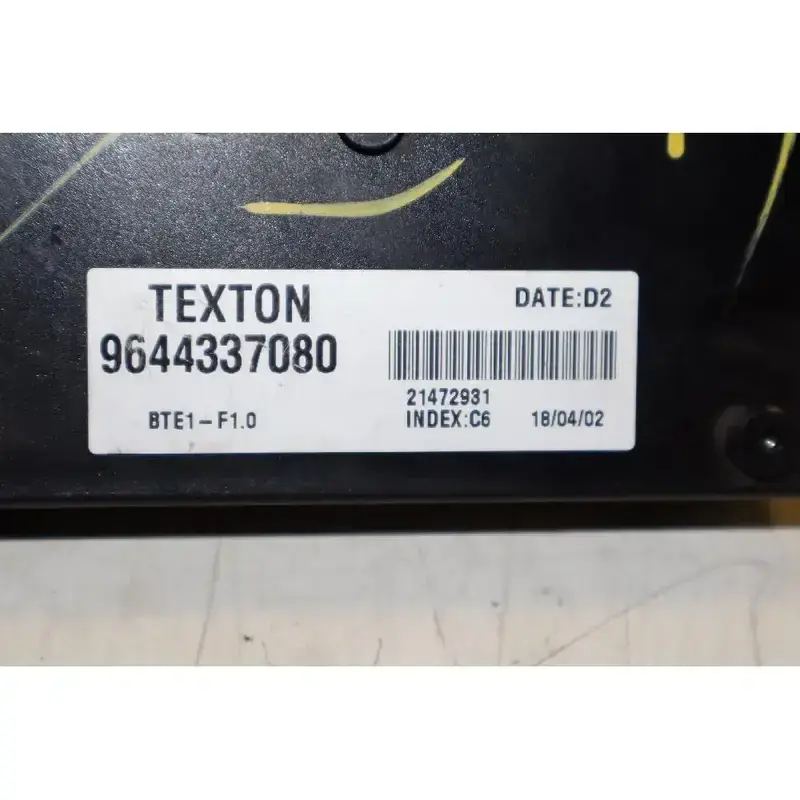 TEXTON DATE:D2
9644337080
21472931
BTE1-F1.0 INDEX:C6 18/04/02